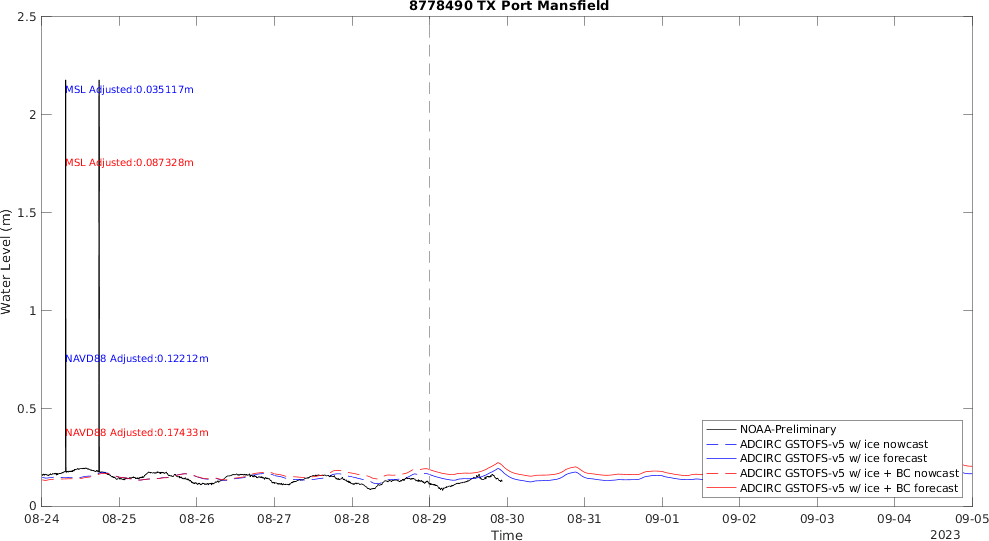 8778490 TX Port Mansfield
Water Level (m)
2.5
2
1.5
1
0.5
0
MSL Adjusted:0.035117m
MSL Adjusted:0.087328m
NAVD88 Adjusted:0.12212m
NAVD88 Adjusted:0.17433m
NOAA-Preliminary
ADCIRC GSTOFS-v5 w/ ice nowcast
ADCIRC GSTOFS-v5 w/ ice forecast
ADCIRC GSTOFS-v5 w/ ice + BC nowcast
ADCIRC GSTOFS-v5 w/ ice + BC forecast
08-24 08-25 08-26 08-27 08-28 08-29 08-30 08-31 09-01 09-02 09-03 09-04 09-05
Time
2023